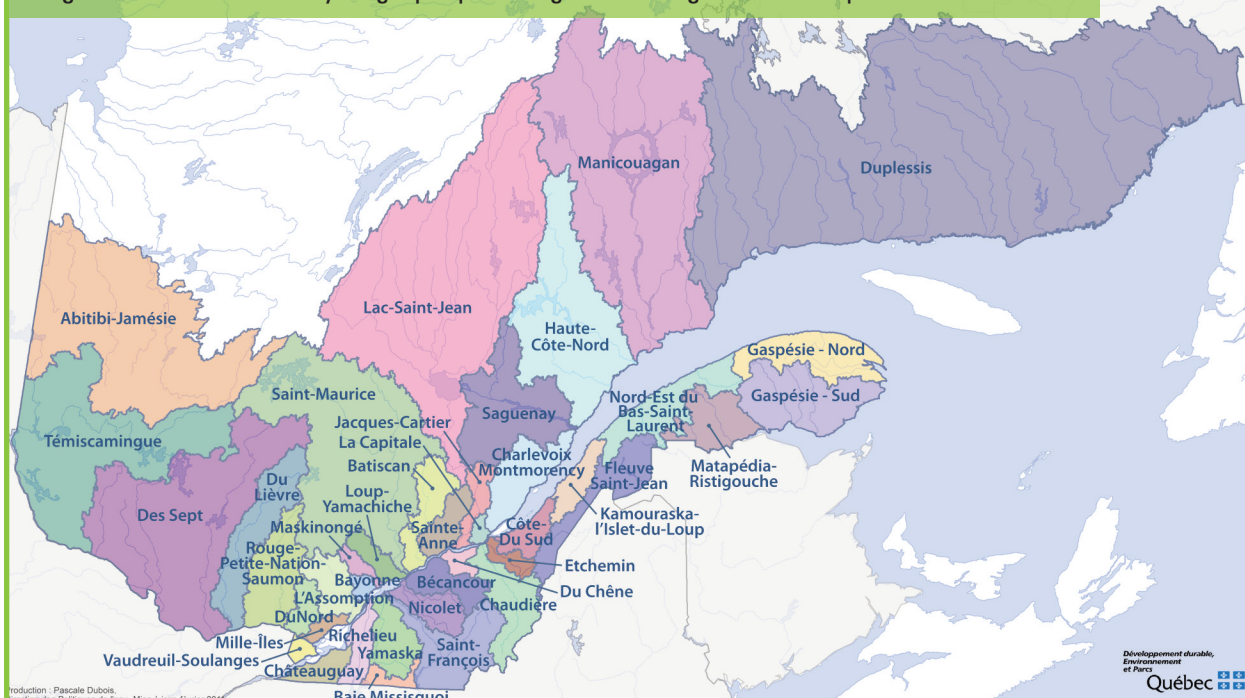 Manicouagan
Duplessis
Abitibi-Jamésie
Lac-Saint-Jean
Haute-
Côte-Nord
Gaspésie - Nord
Gaspésie - Sud
Saint-Maurice
Nord-Est du
Bas-Saint-
Laurent
Jacques-Cartier
Saguenay
La Capitale
Témiscamingue
Charlevoix
Montmorency
Batiscan
Fleuve
Saint-Jean
Matapédia-
Ristigouche
Du
Lièvre
Loup-
Yamachiche
Des Sept
Maskinongé
Sainte-
Anne
Côte-
Du Sud
Kamouraska-
l'Islet-du-Loup
Rouge-
Petite-Nation-
Saumon
Etchemin
Bayonne
Bécancour
Du Chêne
L'Assomption
Nicolet
Chaudière
DuNord
Mille-Îles
Richelieu
Yamaska
Saint-
François
Vaudreuil-Soulanges
Châteauguay
Baie Missisquoi
Production : Pascale Dubois,
Développement durable,
Environnement
et Parcs
Québec